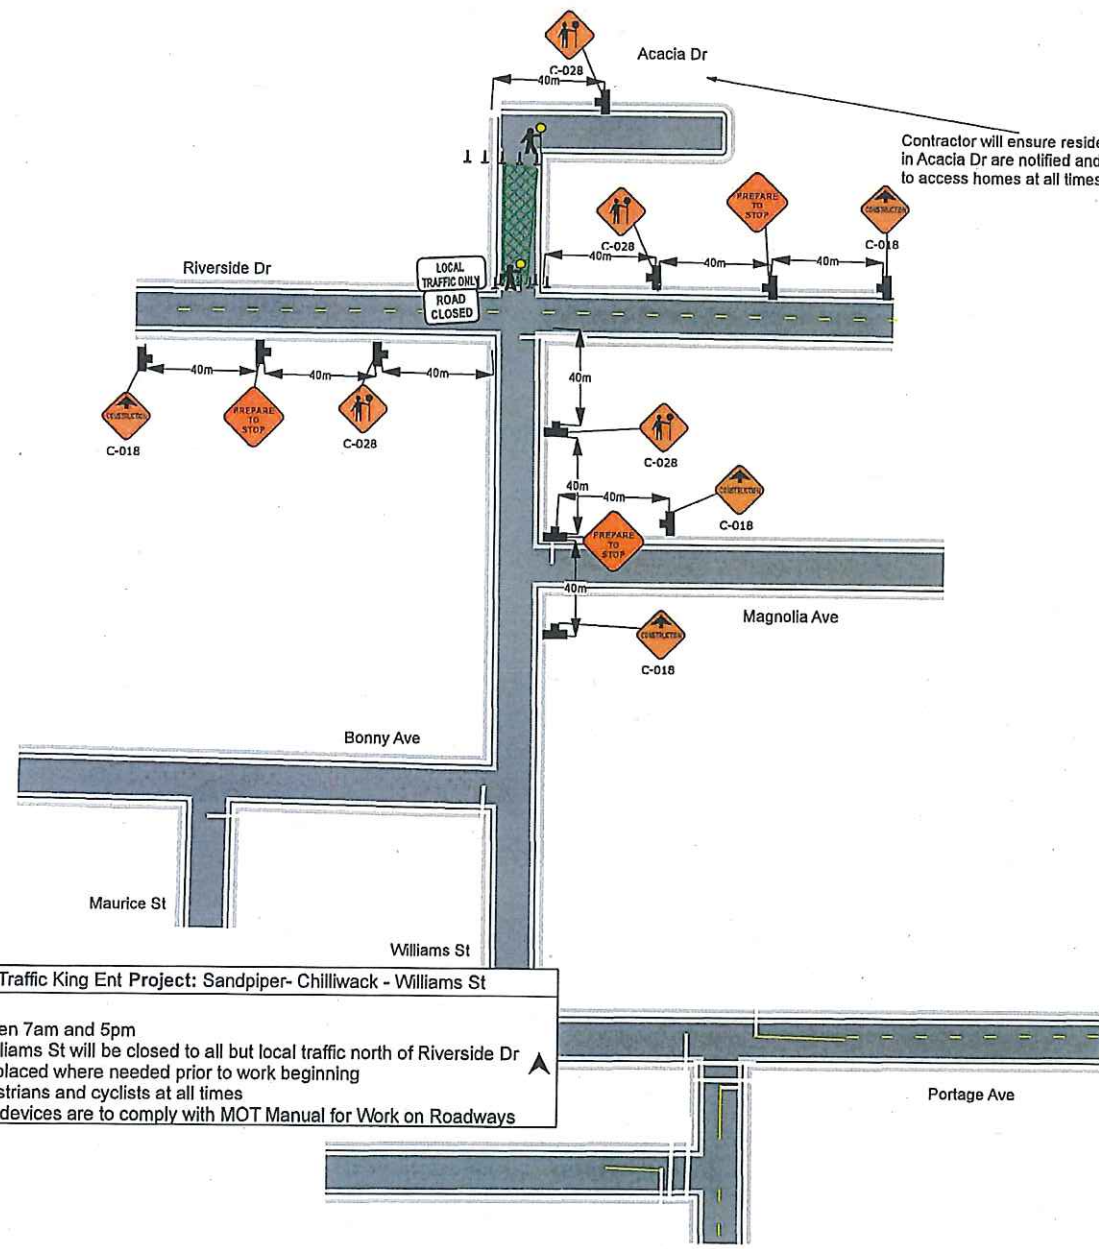 Acacia Dr
C-028
40m
Contractor will ensure reside
in Acacia Dr are notified and
to access homes at all times
PREPARE
TO
STOP
CONSTRUCTION
C-028
C-018
40m
40m
40m
Riverside Dr
LOCAL
TRAFFIC ONLY
ROAD
CLOSED
40m
40m
40m
CONSTRUCTION
C-018
PREPARE
TO
STOP
C-028
40m
C-028
40m
40m
CONSTRUCTION
C-018
PREPARE
TO
STOP
40m
Magnolia Ave
CONSTRUCTION
C-018
Bonny Ave
Maurice St
Williams St
Traffic King Ent Project: Sandpiper- Chilliwack - Williams St
en 7am and 5pm
liams St will be closed to all but local traffic north of Riverside Dr
placed where needed prior to work beginning
strians and cyclists at all times
devices are to comply with MOT Manual for Work on Roadways
Portage Ave